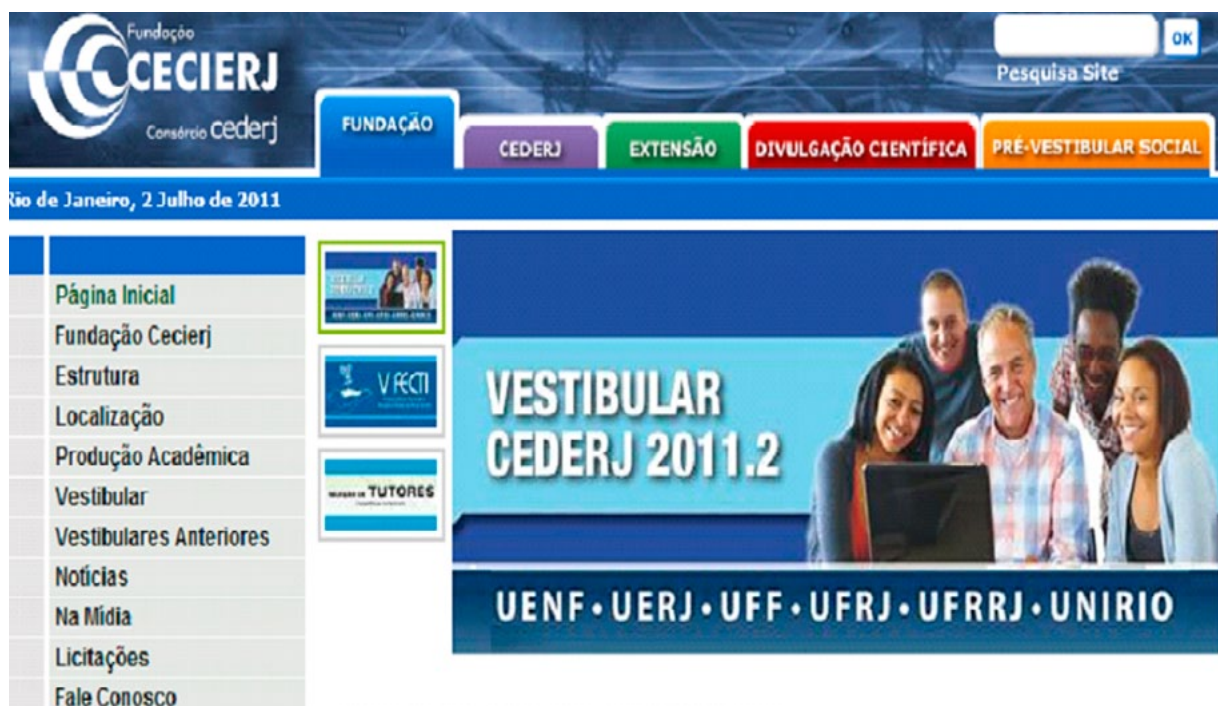 Fundação
CECIERJ
Consórcio cederj
OK
Pesquisa Site
FUNDAÇÃO
CEDERJ
EXTENSÃO
DIVULGAÇÃO CIENTÍFICA
PRÉ-VESTIBULAR SOCIAL
Rio de Janeiro, 2 Julho de 2011
Página Inicial
Fundação Cecierj
Estrutura
Localização
Produção Acadêmica
Vestibular
Vestibulares Anteriores
Notícias
Na Mídia
Licitações
Fale Conosco
V FECTI
TUTORES
VESTIBULAR
CEDERJ 2011.2
UENF • UERJ • UFF • UFRJ • UFRRJ • UNIRIO